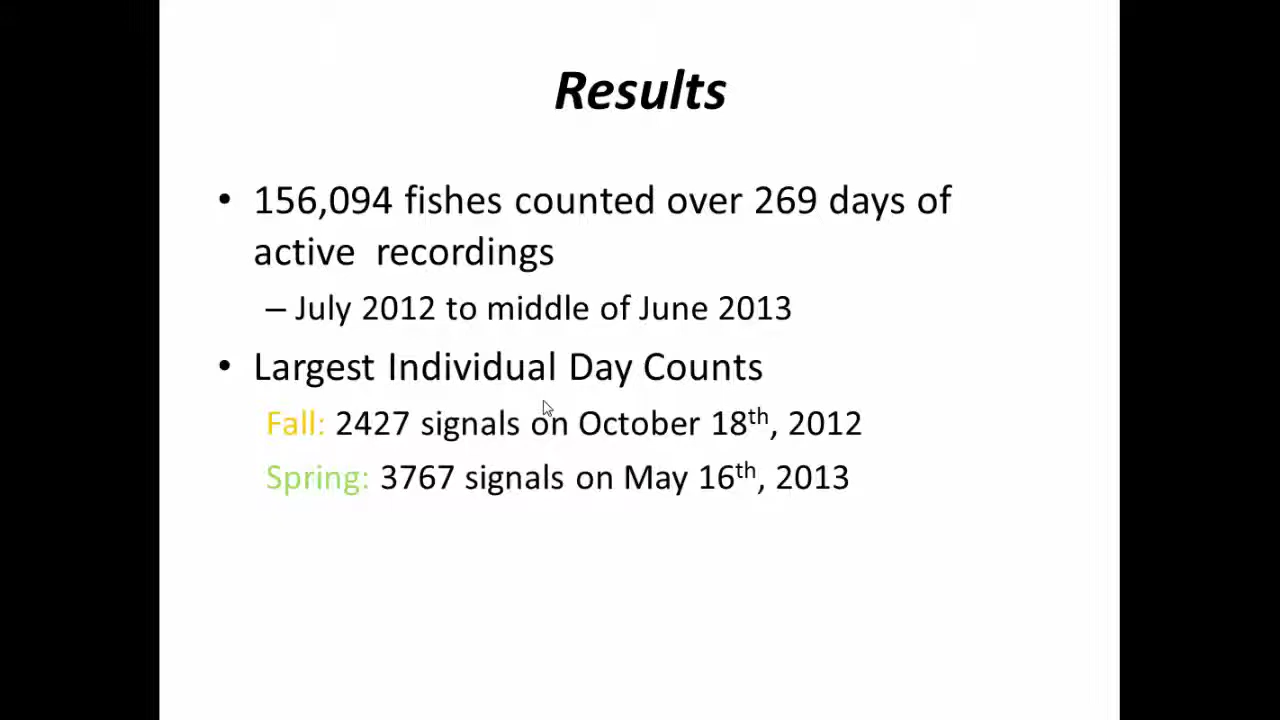 Results
• 156,094 fishes counted over 269 days of
active  recordings
– July 2012 to middle of June 2013
• Largest Individual Day Counts
Fall: 2427 signals on October 18th, 2012
Spring: 3767 signals on May 16th, 2013